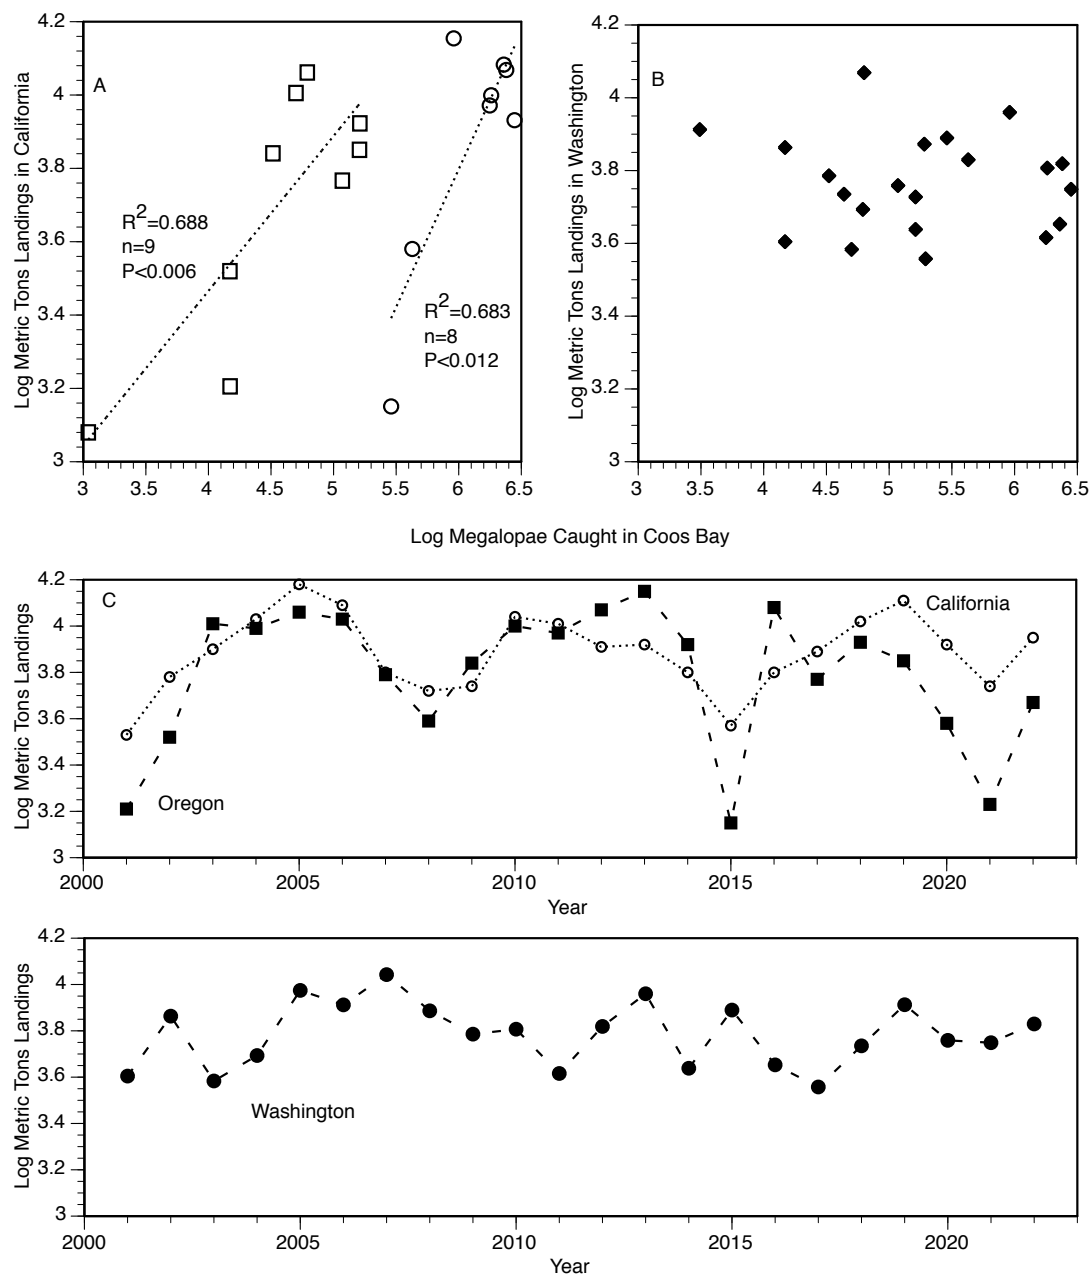 Log Metric Tons Landings in California
4.2
4
3.8
3.6
3.4
3.2
3
A
R2=0.688
n=9
P<0.006
R2=0.683
n=8
P<0.012
3 3.5 4 4.5 5 5.5 6 6.5
Log Metric Tons Landings in Washington
4.2
4
3.8
3.6
3.4
3.2
3
B
3 3.5 4 4.5 5 5.5 6 6.5
Log Megalopae Caught in Coos Bay
Log Metric Tons Landings
4.2
4
3.8
3.6
3.4
3.2
3
C
California
Oregon
2000 2005 2010 2015 2020
Year
Log Metric Tons Landings
4.2
4
3.8
3.6
3.4
3.2
3
Washington
2000 2005 2010 2015 2020
Year